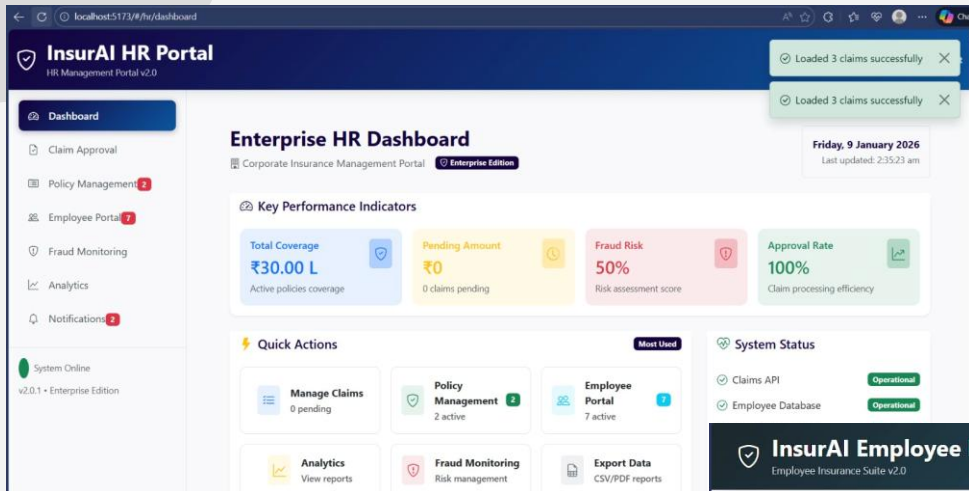 localhost:5173/#/hr/dashboard
InsurAI HR Portal
HR Management Portal v2.0
Loaded 3 claims successfully
Loaded 3 claims successfully
Dashboard
Claim Approval
Policy Management 2
Employee Portal 7
Fraud Monitoring
Analytics
Notifications 2
System Online
v2.0.1 • Enterprise Edition
Enterprise HR Dashboard
Corporate Insurance Management Portal Enterprise Edition
Friday, 9 January 2026
Last updated: 2:35:23 am
Key Performance Indicators
Total Coverage
₹30.00 L
Active policies coverage
Pending Amount
₹0
0 claims pending
Fraud Risk
50%
Risk assessment score
Approval Rate
100%
Claim processing efficiency
Quick Actions
Most Used
Manage Claims
0 pending
Policy
Management 2
2 active
Employee
Portal 7
7 active
Analytics
View reports
Fraud Monitoring
Risk management
Export Data
CSV/PDF reports
System Status
Claims API Operational
Employee Database Operational
InsurAI Employee
Employee Insurance Suite v2.0